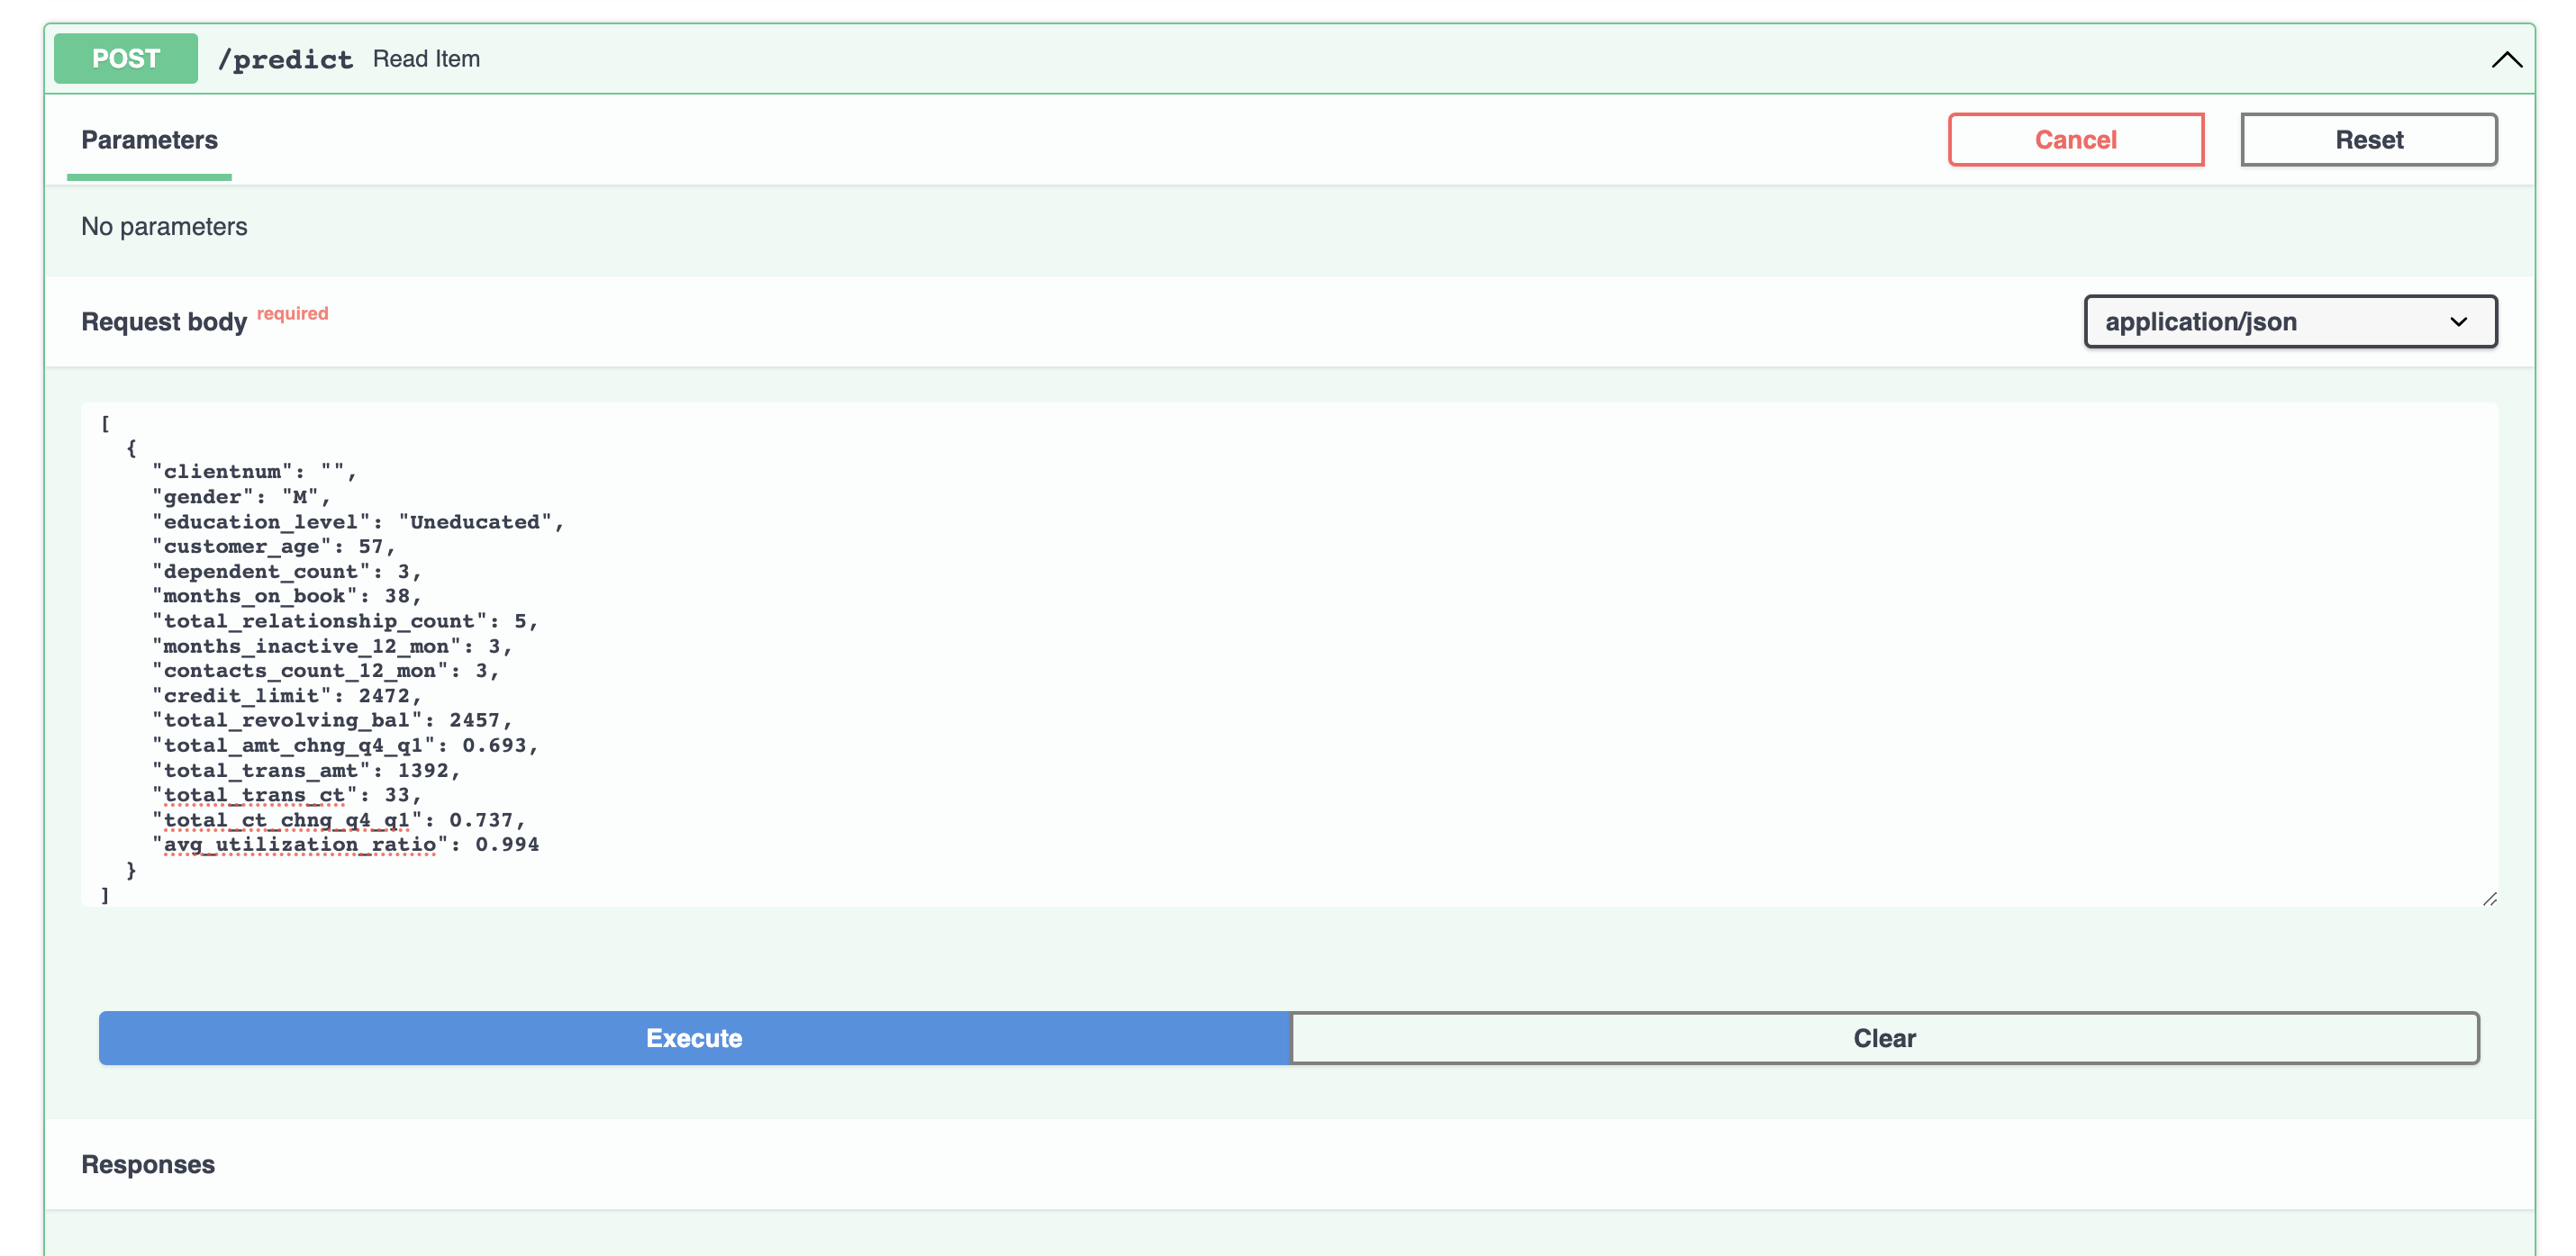 POST /predict Read Item
Parameters
Cancel
Reset
No parameters
Request body required
application/json
[
  {
    "clientnum": "",
    "gender": "M",
    "education_level": "Uneducated",
    "customer_age": 57,
    "dependent_count": 3,
    "months_on_book": 38,
    "total_relationship_count": 5,
    "months_inactive_12_mon": 3,
    "contacts_count_12_mon": 3,
    "credit_limit": 2472,
    "total_revolving_bal": 2457,
    "total_amt_chng_q4_q1": 0.693,
    "total_trans_amt": 1392,
    "total_trans_ct": 33,
    "total_ct_chng_q4_q1": 0.737,
    "avg_utilization_ratio": 0.994
  }
]
Execute
Clear
Responses